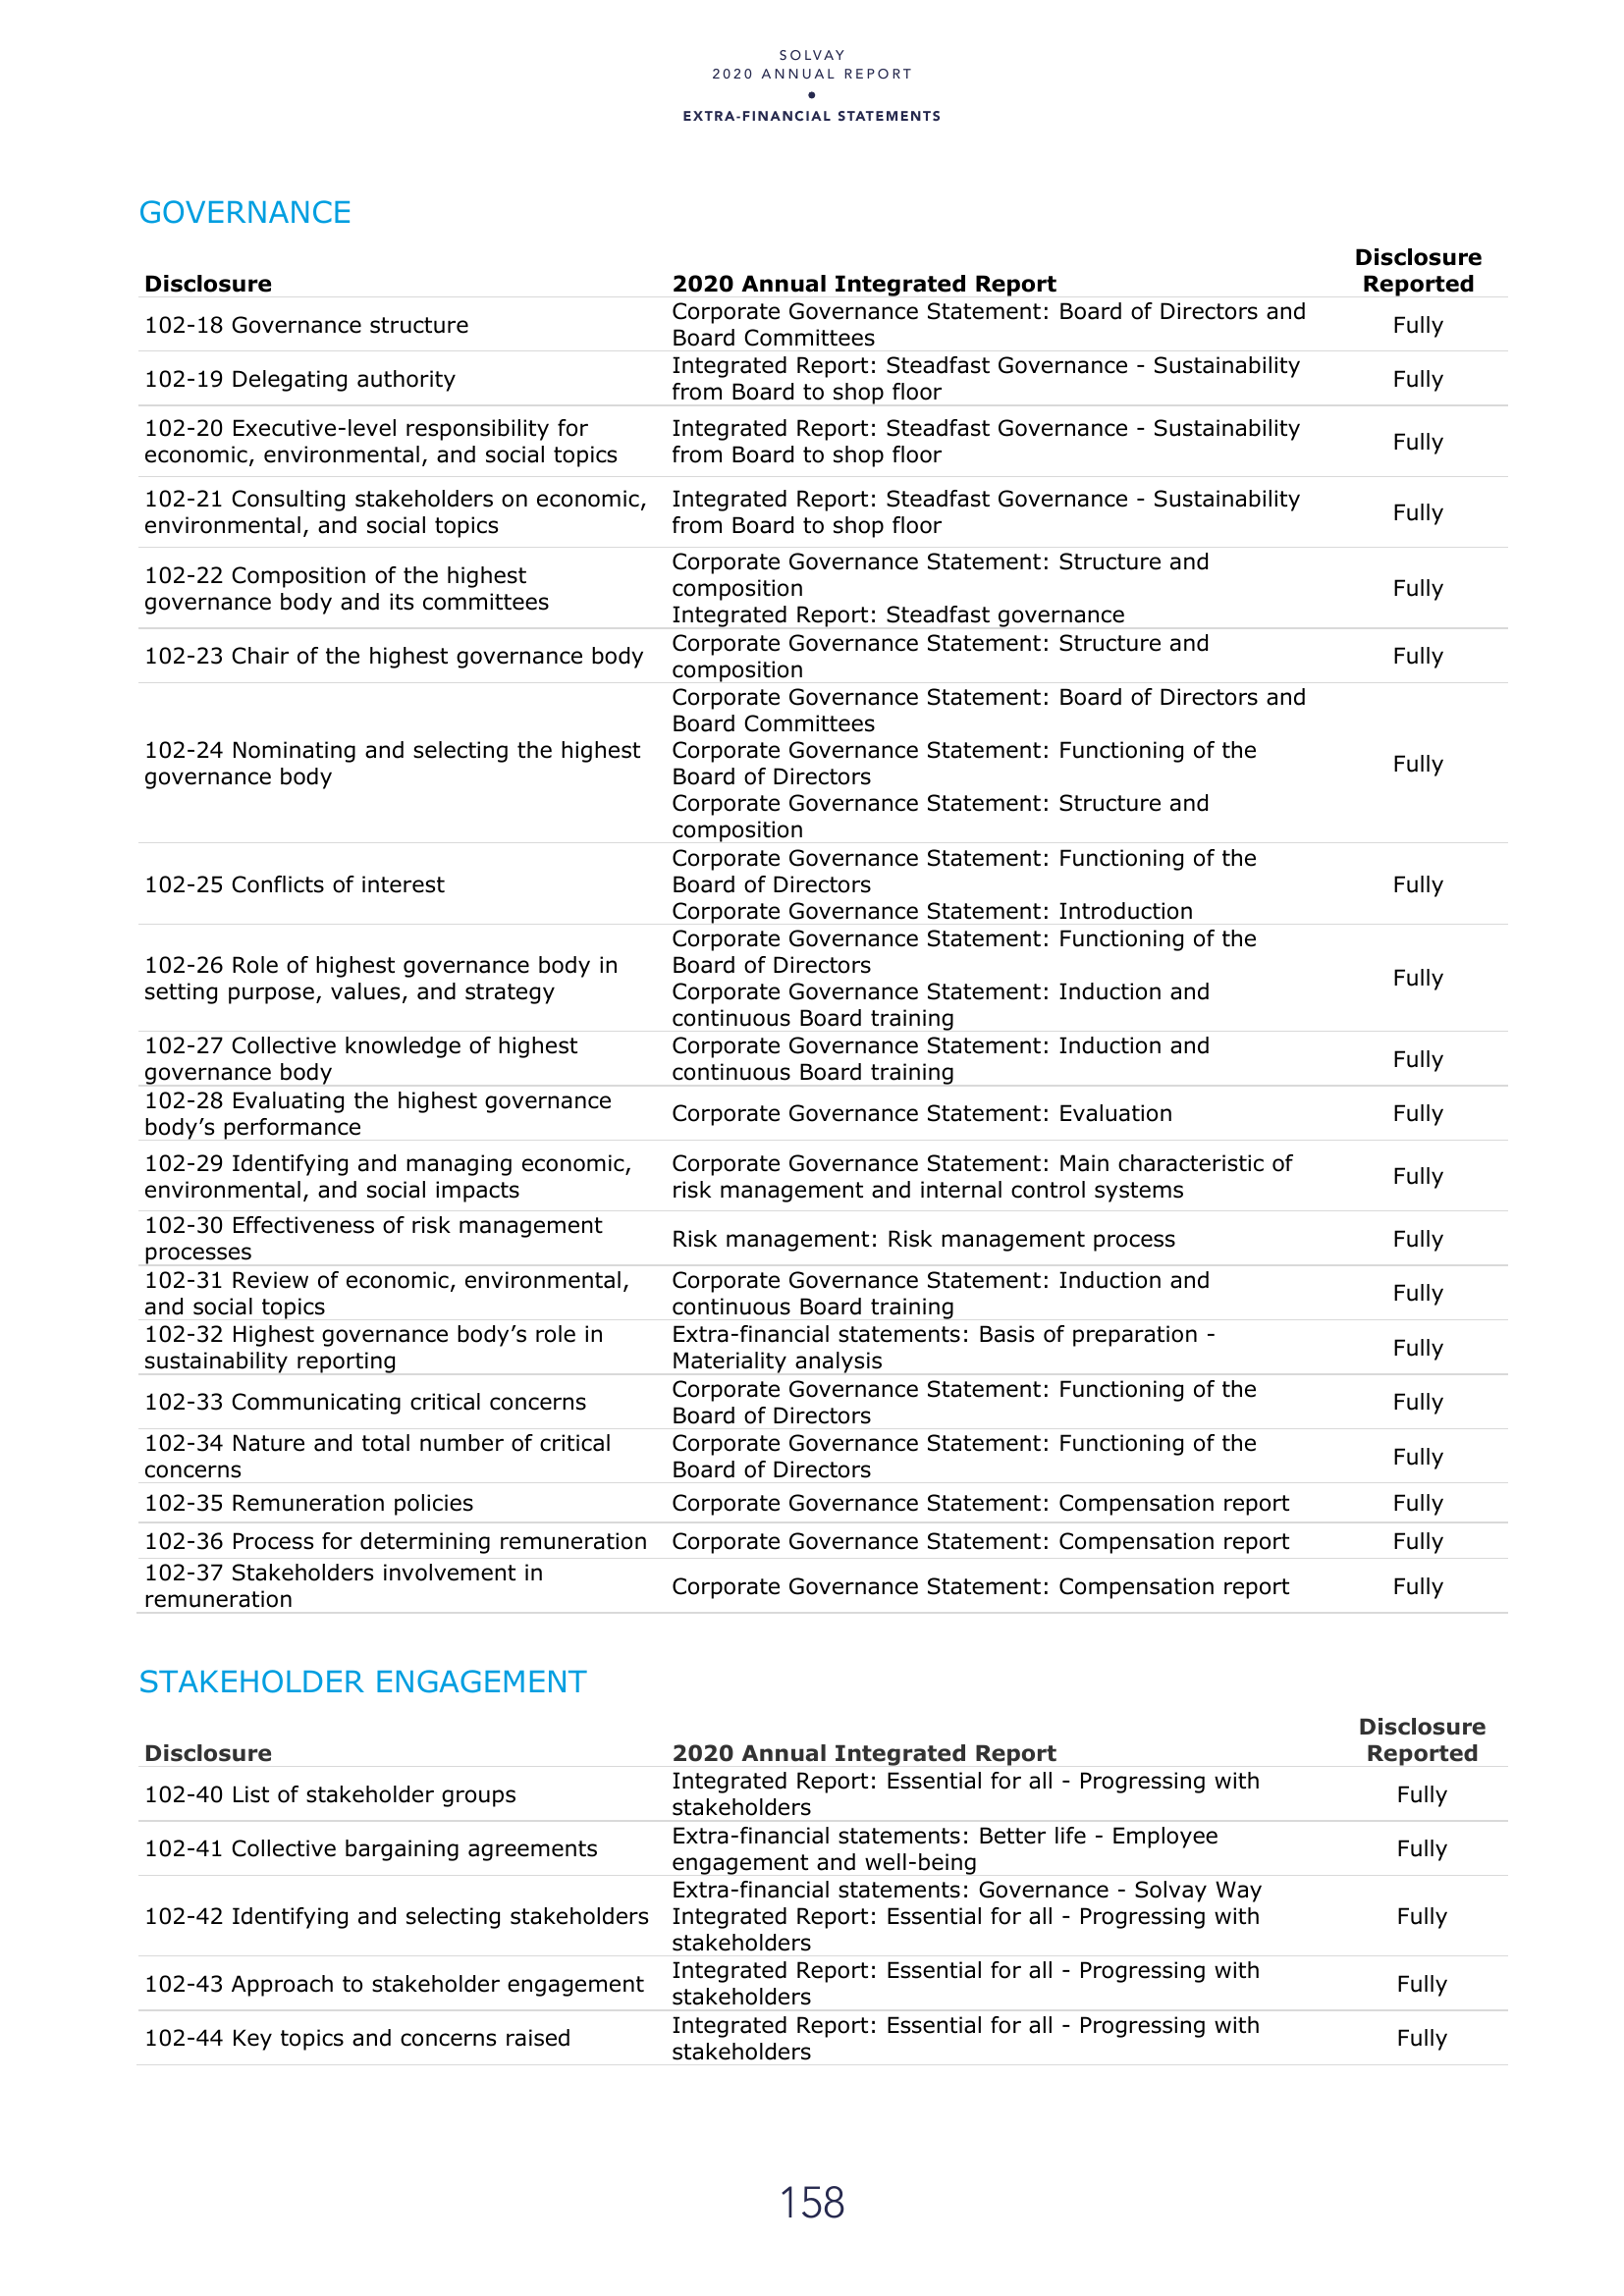 SOLVAY
2020 ANNUAL REPORT
•
EXTRA-FINANCIAL STATEMENTS
GOVERNANCE
Disclosure 2020 Annual Integrated Report Disclosure Reported
102-18 Governance structure Corporate Governance Statement: Board of Directors and
Board Committees Fully
102-19 Delegating authority Integrated Report: Steadfast Governance - Sustainability
from Board to shop floor Fully
102-20 Executive-level responsibility for
economic, environmental, and social topics Integrated Report: Steadfast Governance - Sustainability
from Board to shop floor Fully
102-21 Consulting stakeholders on economic,
environmental, and social topics Integrated Report: Steadfast Governance - Sustainability
from Board to shop floor Fully
102-22 Composition of the highest
governance body and its committees Corporate Governance Statement: Structure and
composition
Integrated Report: Steadfast governance Fully
102-23 Chair of the highest governance body Corporate Governance Statement: Structure and
composition Fully
102-24 Nominating and selecting the highest
governance body Corporate Governance Statement: Board of Directors and
Board Committees
Corporate Governance Statement: Functioning of the
Board of Directors
Corporate Governance Statement: Structure and
composition Fully
102-25 Conflicts of interest Corporate Governance Statement: Functioning of the
Board of Directors
Corporate Governance Statement: Introduction Fully
102-26 Role of highest governance body in
setting purpose, values, and strategy Corporate Governance Statement: Functioning of the
Board of Directors
Corporate Governance Statement: Induction and
continuous Board training Fully
102-27 Collective knowledge of highest
governance body Corporate Governance Statement: Induction and
continuous Board training Fully
102-28 Evaluating the highest governance
body’s performance Corporate Governance Statement: Evaluation Fully
102-29 Identifying and managing economic,
environmental, and social impacts Corporate Governance Statement: Main characteristic of
risk management and internal control systems Fully
102-30 Effectiveness of risk management
processes Risk management: Risk management process Fully
102-31 Review of economic, environmental,
and social topics Corporate Governance Statement: Induction and
continuous Board training Fully
102-32 Highest governance body’s role in
sustainability reporting Extra-financial statements: Basis of preparation -
Materiality analysis Fully
102-33 Communicating critical concerns Corporate Governance Statement: Functioning of the
Board of Directors Fully
102-34 Nature and total number of critical
concerns Corporate Governance Statement: Functioning of the
Board of Directors Fully
102-35 Remuneration policies Corporate Governance Statement: Compensation report Fully
102-36 Process for determining remuneration Corporate Governance Statement: Compensation report Fully
102-37 Stakeholders involvement in
remuneration Corporate Governance Statement: Compensation report Fully
STAKEHOLDER ENGAGEMENT
Disclosure 2020 Annual Integrated Report Disclosure Reported
102-40 List of stakeholder groups Integrated Report: Essential for all - Progressing with
stakeholders Fully
102-41 Collective bargaining agreements Extra-financial statements: Better life - Employee
engagement and well-being Fully
102-42 Identifying and selecting stakeholders Extra-financial statements: Governance - Solvay Way
Integrated Report: Essential for all - Progressing with
stakeholders Fully
102-43 Approach to stakeholder engagement Integrated Report: Essential for all - Progressing with
stakeholders Fully
102-44 Key topics and concerns raised Integrated Report: Essential for all - Progressing with
stakeholders Fully
158